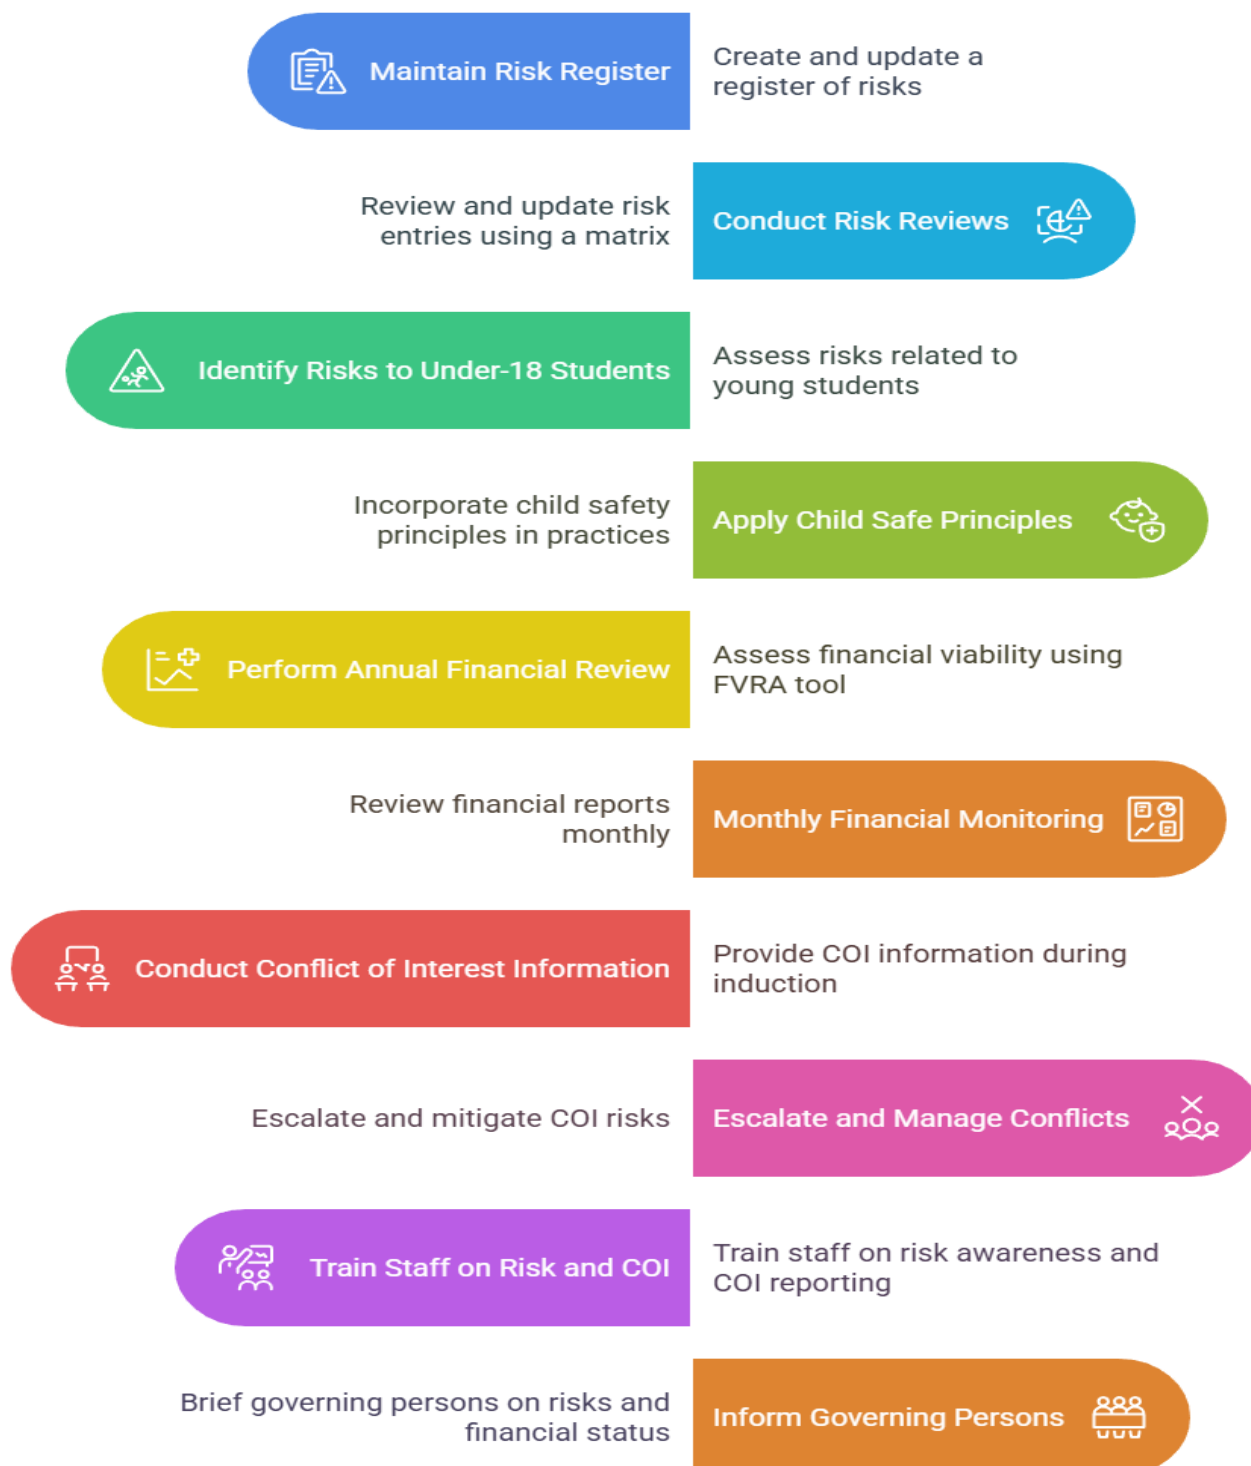 Maintain Risk Register
Create and update a
register of risks
Review and update risk
entries using a matrix
Conduct Risk Reviews
Identify Risks to Under-18 Students
Assess risks related to
young students
Incorporate child safety
principles in practices
Apply Child Safe Principles
Perform Annual Financial Review
Assess financial viability using
FVRA tool
Review financial reports
monthly
Monthly Financial Monitoring
Conduct Conflict of Interest Information
Provide COI information during
induction
Escalate and mitigate COI risks
Escalate and Manage Conflicts
Train Staff on Risk and COI
Train staff on risk awareness and
COI reporting
Brief governing persons on risks and
financial status
Inform Governing Persons